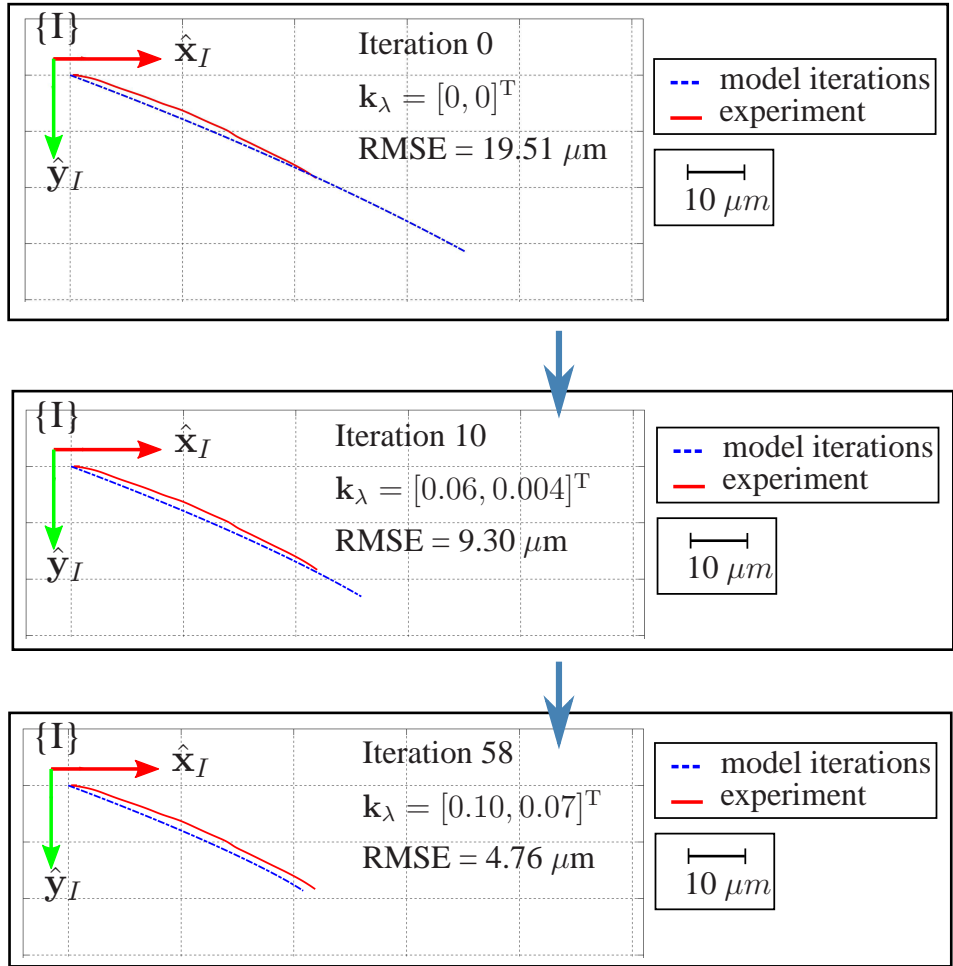 {I}
x̂_I
ŷ_I
Iteration 0
k_λ = [0, 0]^T
RMSE = 19.51 μm
model iterations
experiment
10 μm
{I}
x̂_I
ŷ_I
Iteration 10
k_λ = [0.06, 0.004]^T
RMSE = 9.30 μm
model iterations
experiment
10 μm
{I}
x̂_I
ŷ_I
Iteration 58
k_λ = [0.10, 0.07]^T
RMSE = 4.76 μm
model iterations
experiment
10 μm